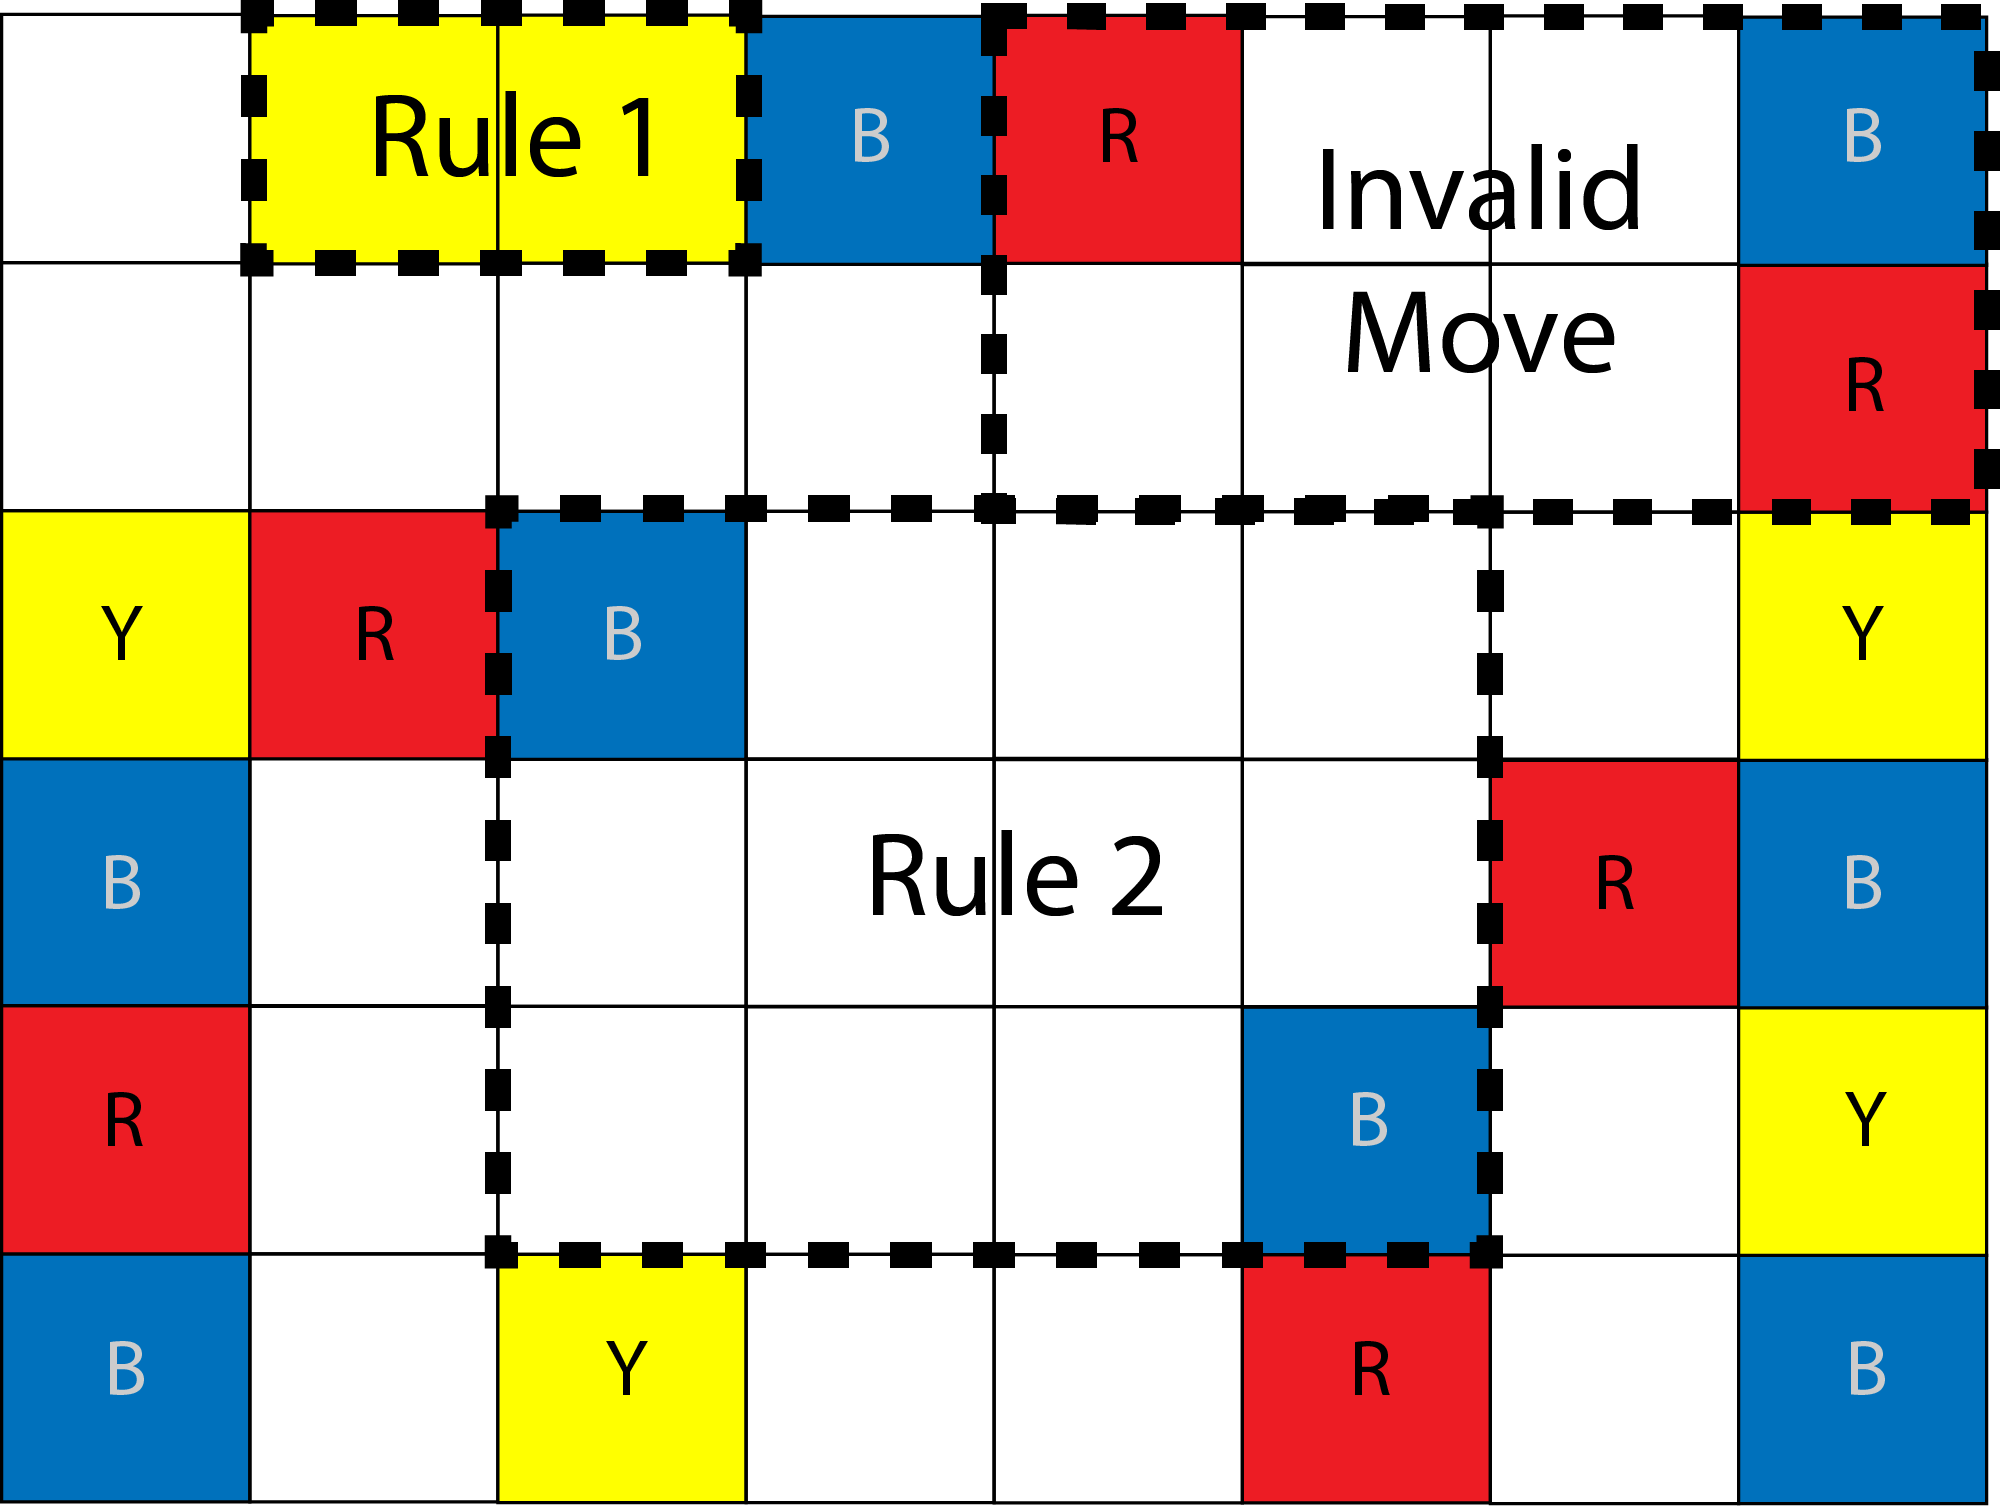 Rule 1 B R B
Invalid
Move
R
Y R B Y
B Rule 2 R B
R B Y
B Y R B